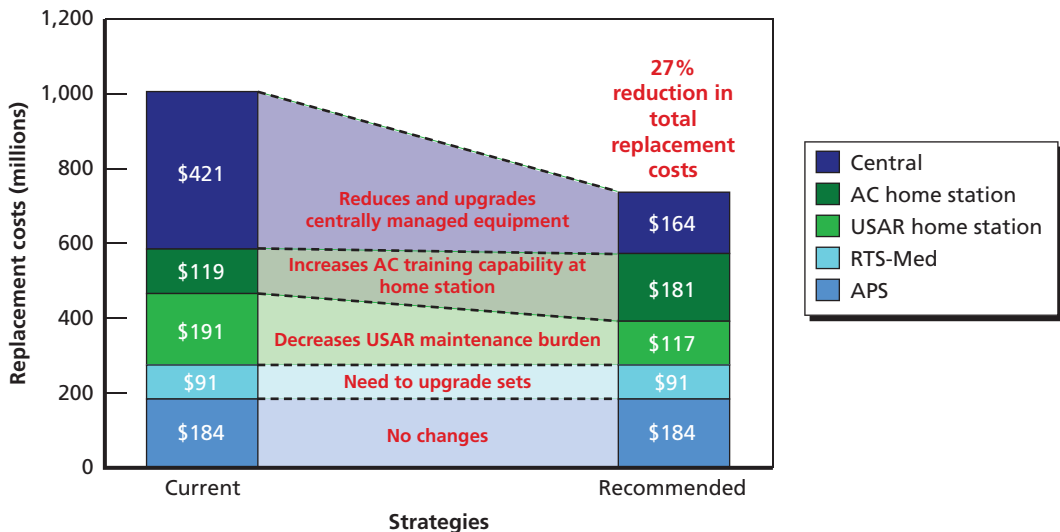 Replacement costs (millions)
1,200
1,000
800
600
400
200
0
$421
$119
$191
$91
$184
Reduces and upgrades
centrally managed equipment
Increases AC training capability at
home station
Decreases USAR maintenance burden
Need to upgrade sets
No changes
27%
reduction in
total
replacement
costs
$164
$181
$117
$91
$184
Current
Recommended
Strategies
Central
AC home station
USAR home station
RTS-Med
APS